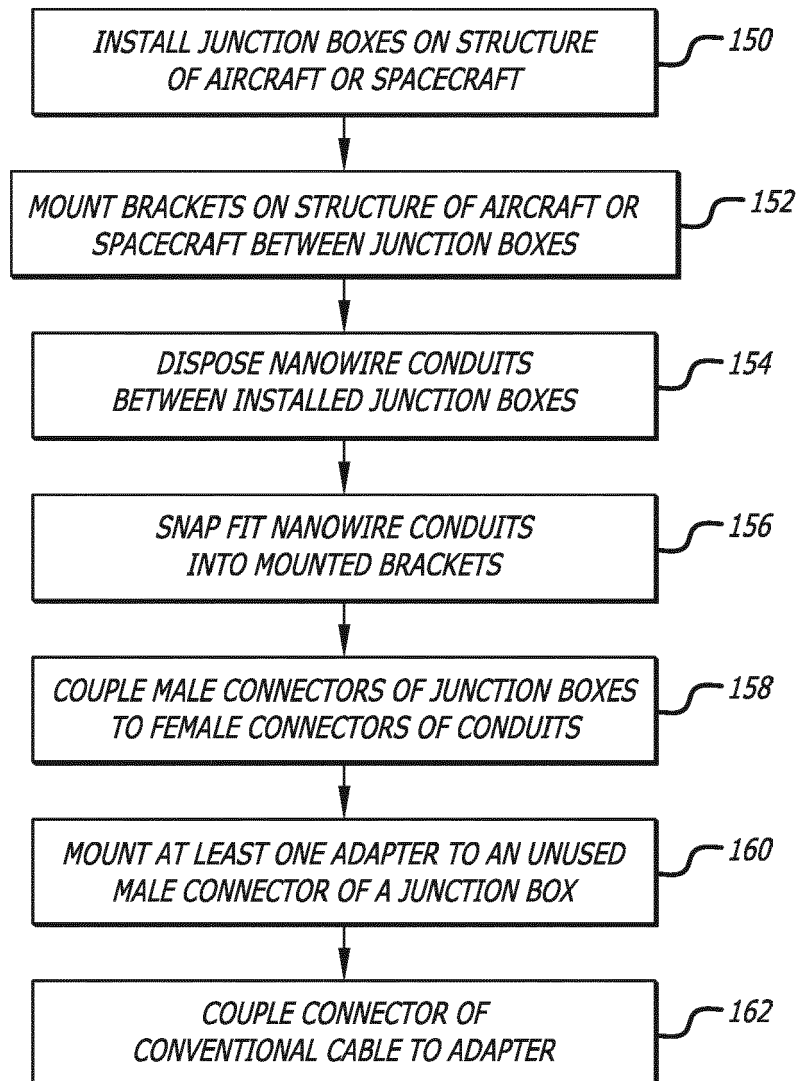 INSTALL JUNCTION BOXES ON STRUCTURE
OF AIRCRAFT OR SPACECRAFT
150
MOUNT BRACKETS ON STRUCTURE OF AIRCRAFT OR
SPACECRAFT BETWEEN JUNCTION BOXES
152
DISPOSE NANOWIRE CONDUITS
BETWEEN INSTALLED JUNCTION BOXES
154
SNAP FIT NANOWIRE CONDUITS
INTO MOUNTED BRACKETS
156
COUPLE MALE CONNECTORS OF JUNCTION BOXES
TO FEMALE CONNECTORS OF CONDUITS
158
MOUNT AT LEAST ONE ADAPTER TO AN UNUSED
MALE CONNECTOR OF A JUNCTION BOX
160
COUPLE CONNECTOR OF
CONVENTIONAL CABLE TO ADAPTER
162